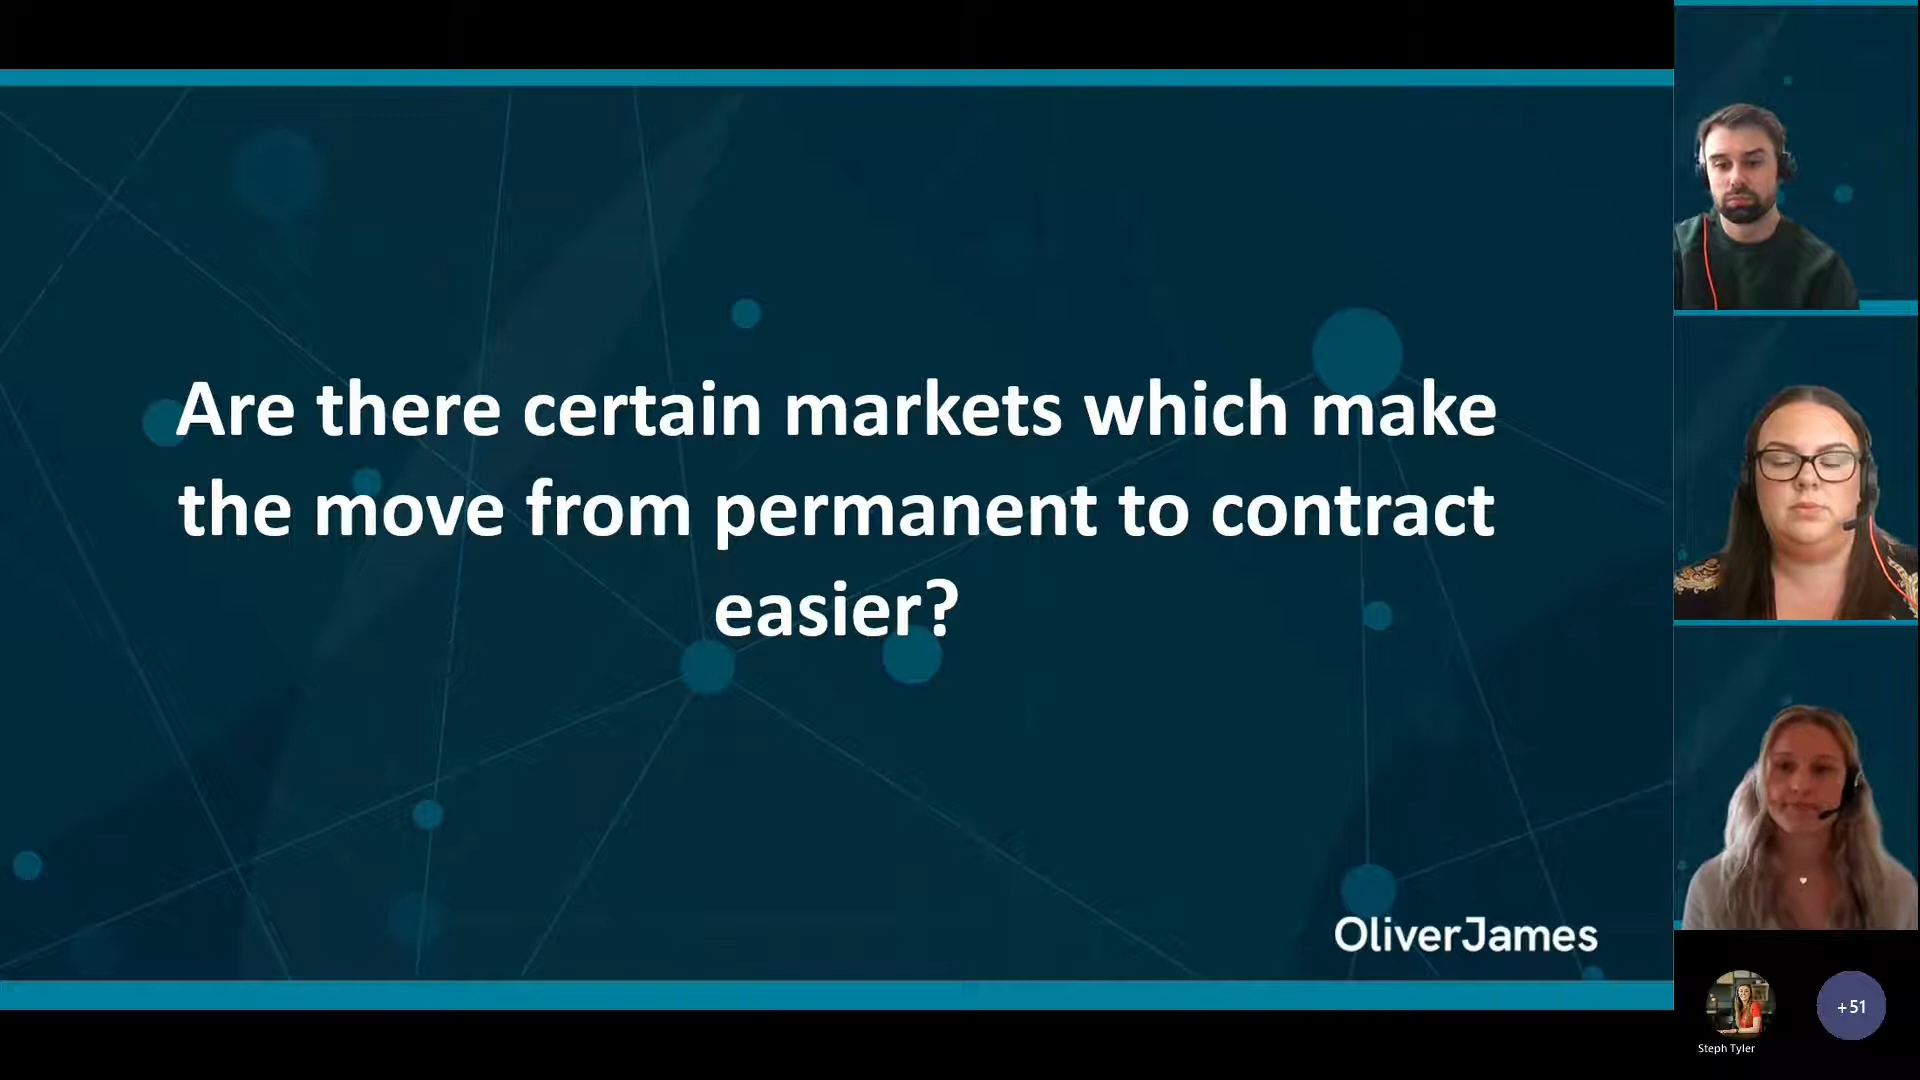 Are there certain markets which make
the move from permanent to contract
easier?
OliverJames
Steph Tyler
+51